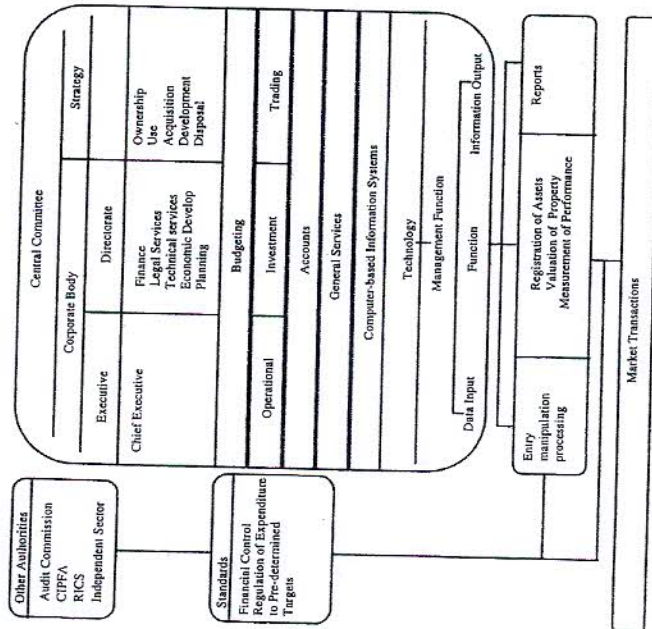 Other Authorities
Audit Commission
CIPFA
RICS
Independent Sector
Standards
Financial Control
Regulation of Expenditure
to Pre-determined
Targets
Central Committee
Corporate Body
Strategy
Executive
Directorate
Chief Executive
Finance
Legal Services
Technical services
Economic Develop
Planning
Ownership
Use
Acquisition
Development
Disposal
Budgeting
Operational
Investment
Trading
Accounts
General Services
Computer-based Information Systems
Technology
Management Function
Data Input
Function
Information Output
Entry
manipulation
processing
Registration of Assets
Valuation of Property
Measurement of Performance
Reports
Market Transactions